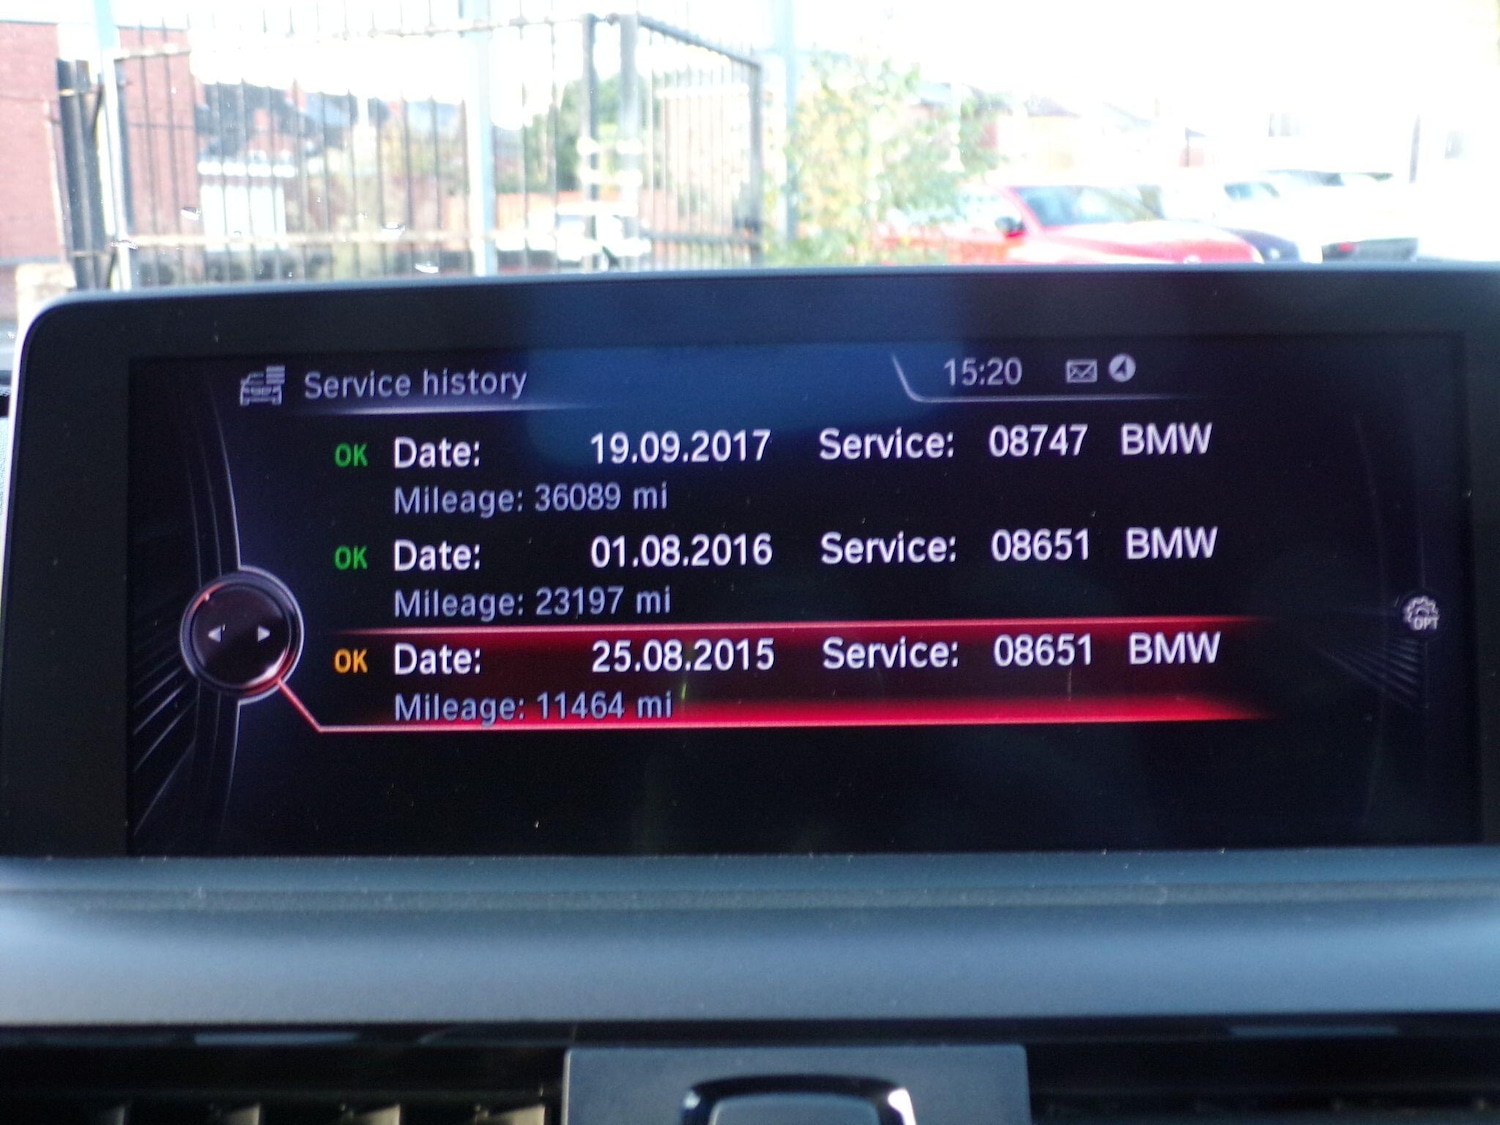 Service history 15:20
OK Date: 19.09.2017 Service: 08747 BMW
Mileage: 36089 mi
OK Date: 01.08.2016 Service: 08651 BMW
Mileage: 23197 mi
OPT
OK Date: 25.08.2015 Service: 08651 BMW
Mileage: 11464 mi